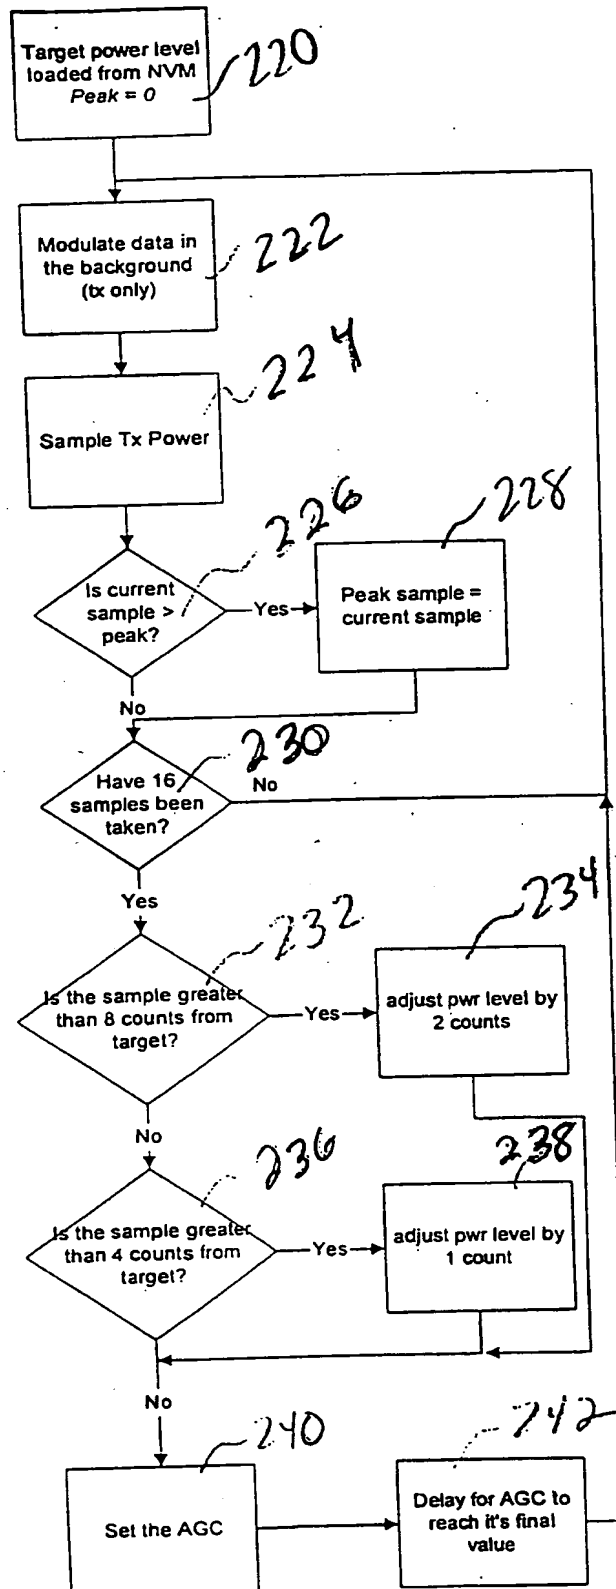 Target power level
loaded from NVM
Peak = 0
220
Modulate data in
the background
(tx only)
222
Sample Tx Power
224
Is current
sample >
peak?
226
Yes
Peak sample =
current sample
228
No
Have 16
samples been
taken?
230
No
Yes
Is the sample greater
than 8 counts from
target?
232
Yes
adjust pwr level by
2 counts
234
No
Is the sample greater
than 4 counts from
target?
236
Yes
adjust pwr level by
1 count
238
No
Set the AGC
240
Delay for AGC to
reach it's final
value
242